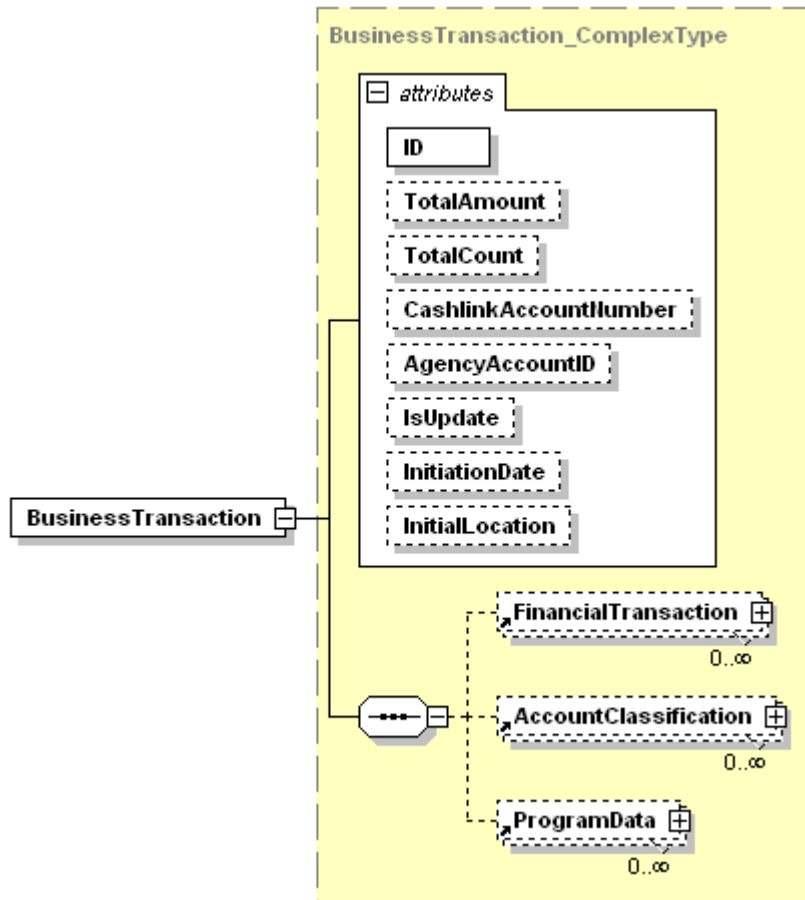 BusinessTransaction_ComplexType
attributes
ID
TotalAmount
TotalCount
CashlinkAccountNumber
AgencyAccountID
IsUpdate
InitiationDate
InitialLocation
BusinessTransaction
FinancialTransaction
0..∞
AccountClassification
0..∞
ProgramData
0..∞